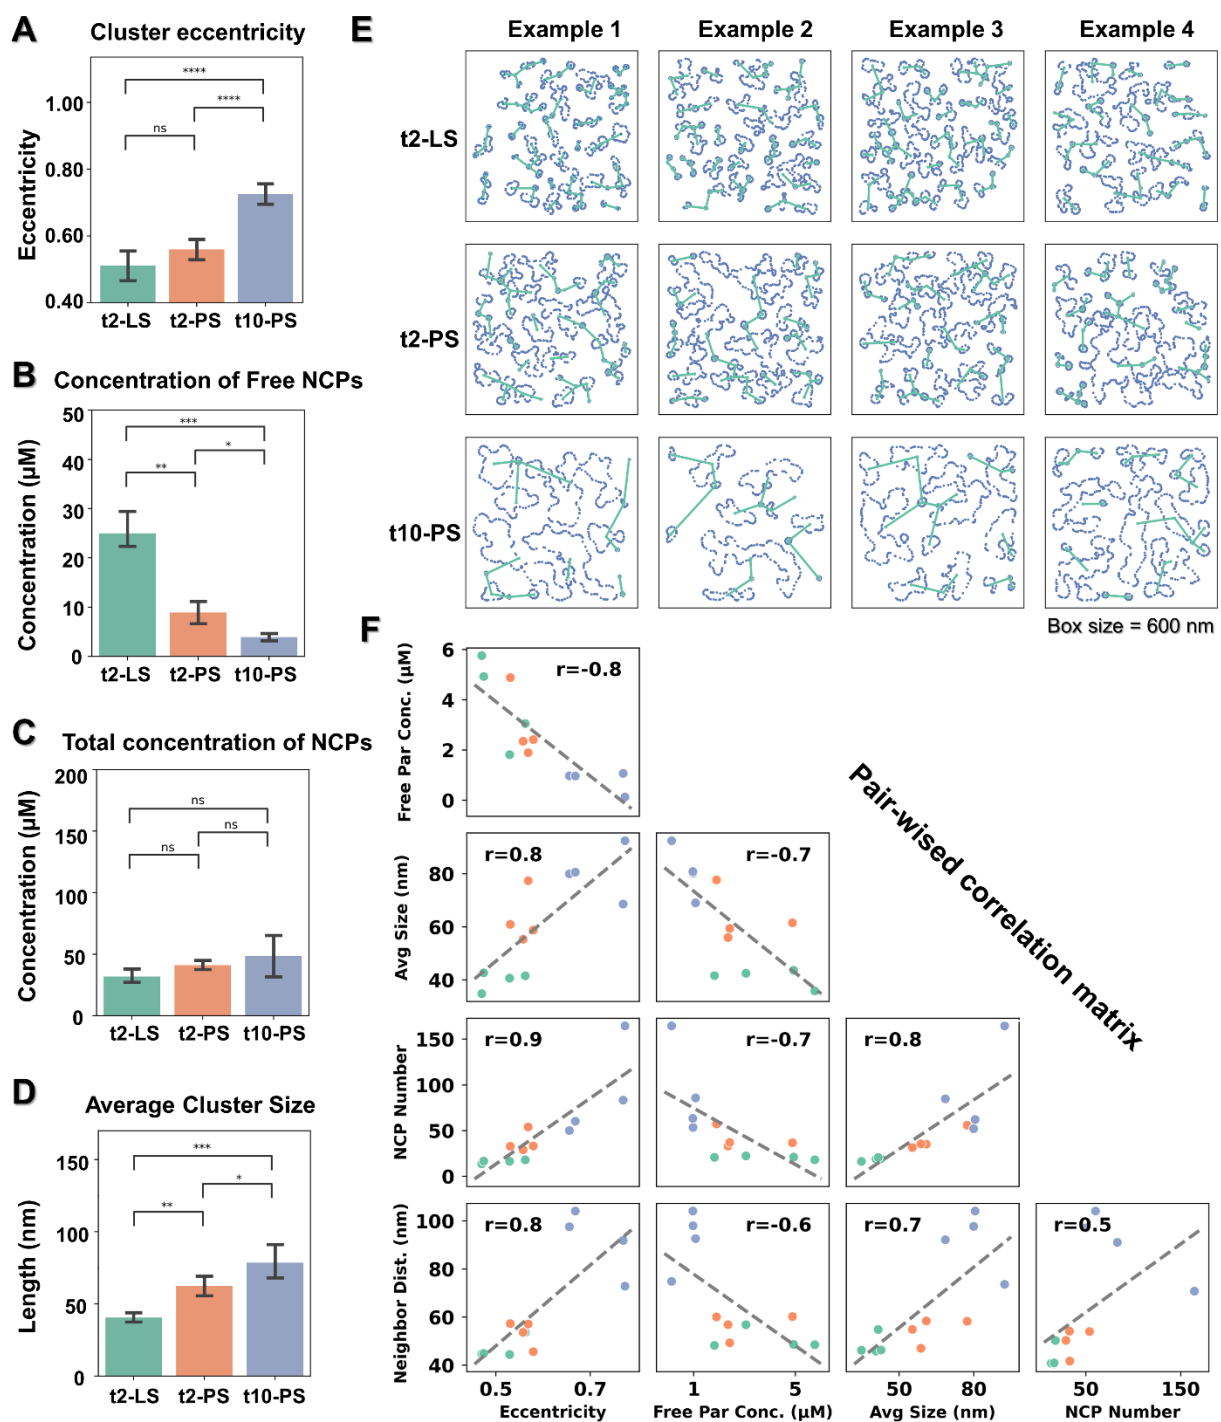 A
Cluster eccentricity
****
****
ns
1.00
0.80
0.60
0.40
Eccentricity
t2-LS
t2-PS
t10-PS
B
Concentration of Free NCPs
***
**
*
50
40
30
20
10
0
Concentration (μM)
t2-LS
t2-PS
t10-PS
C
Total concentration of NCPs
ns
ns
ns
200
150
100
50
0
Concentration (μM)
t2-LS
t2-PS
t10-PS
D
Average Cluster Size
***
*
**
150
100
50
0
Length (nm)
t2-LS
t2-PS
t10-PS
E
Example 1
Example 2
Example 3
Example 4
t2-LS
t2-PS
t10-PS
Box size = 600 nm
F
Pair-wised correlation matrix
Free Par Conc. (μM)
6
4
2
0
r=-0.8
Avg Size (nm)
80
60
40
r=0.8
r=-0.7
NCP Number
150
100
50
0
r=0.9
r=-0.7
r=0.8
Neighbor Dist. (nm)
100
80
60
40
r=0.8
r=-0.6
r=0.7
r=0.5
0.5
0.7
1
5
50
80
50
150
Eccentricity
Free Par Conc. (μM)
Avg Size (nm)
NCP Number